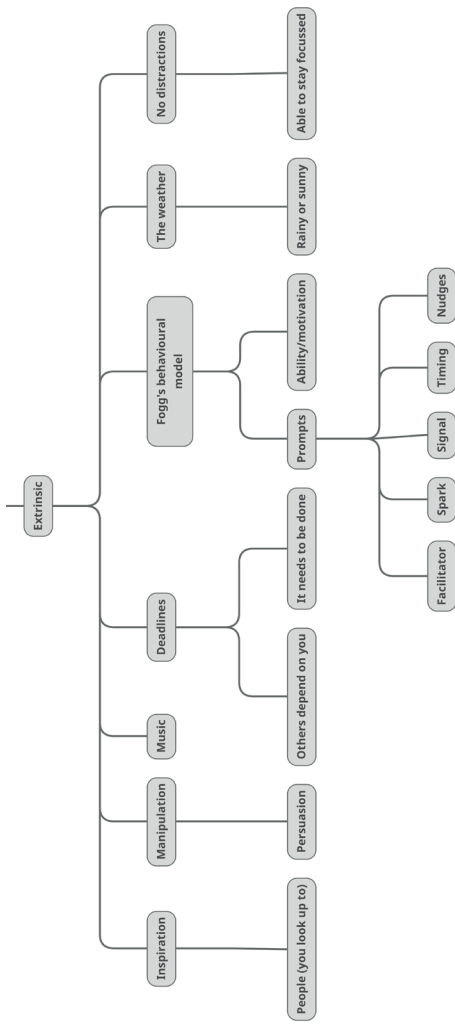 Extrinsic
Inspiration
Manipulation
Music
Deadlines
Fogg's behavioural
model
The weather
No distractions
People (you look up to)
Persuasion
Others depend on you
It needs to be done
Prompts
Ability/motivation
Rainy or sunny
Able to stay focussed
Facilitator
Spark
Signal
Timing
Nudges